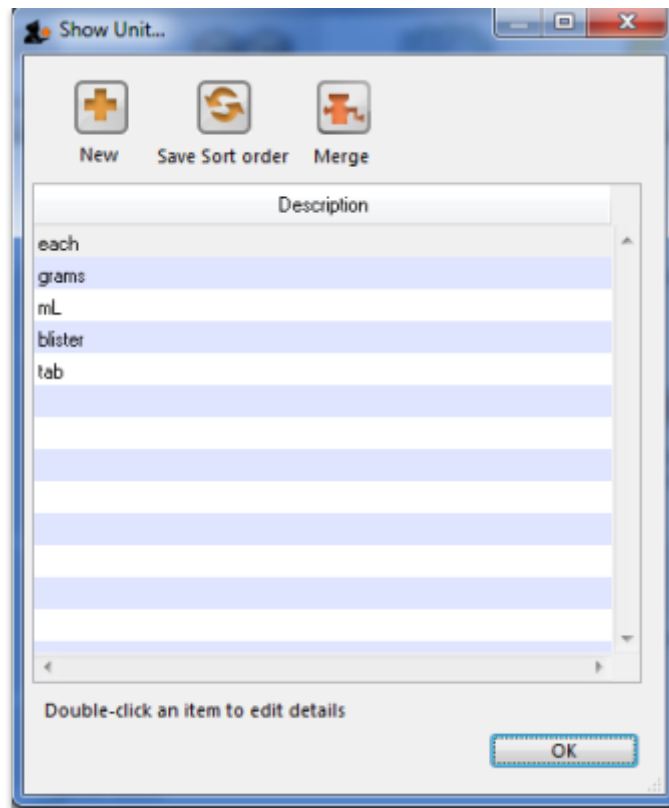 Show Unit...
New Save Sort order Merge
Description
each
grams
mL
blister
tab
Double-click an item to edit details
OK